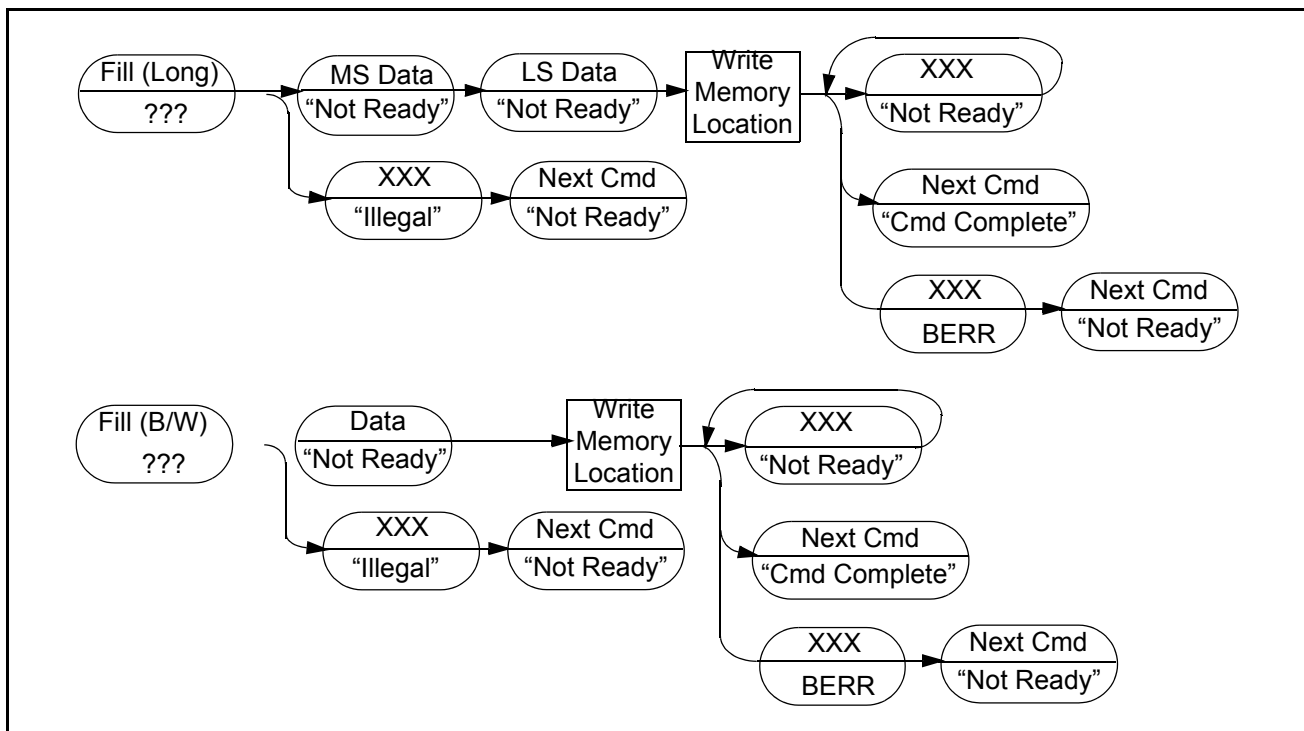 Fill (Long)
???
MS Data
“Not Ready”
LS Data
“Not Ready”
Write
Memory
Location
XXX
“Not Ready”
XXX
“Illegal”
Next Cmd
“Not Ready”
Next Cmd
“Cmd Complete”
XXX
BERR
Next Cmd
“Not Ready”
Fill (B/W)
???
Data
“Not Ready”
Write
Memory
Location
XXX
“Not Ready”
XXX
“Illegal”
Next Cmd
“Not Ready”
Next Cmd
“Cmd Complete”
XXX
BERR
Next Cmd
“Not Ready”